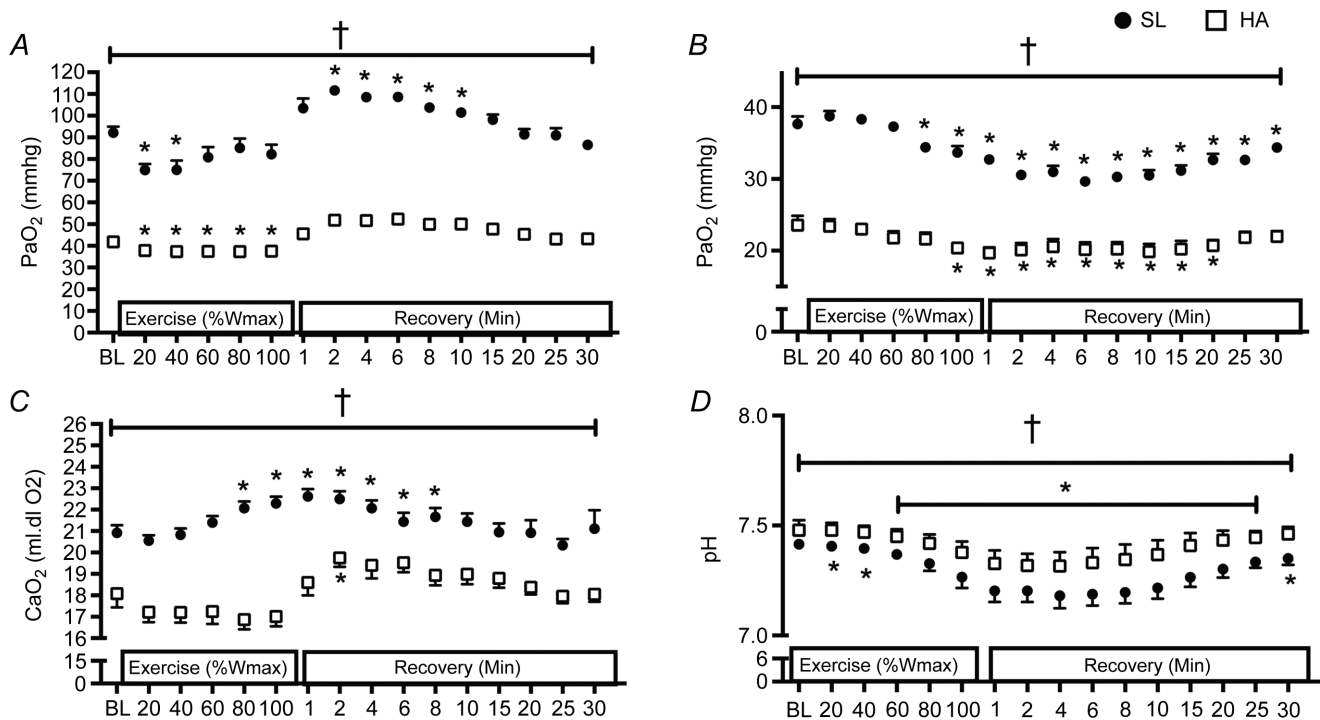 SL HA
A
†
* * * * * * *
* * * * *
PaO2 (mmhg)
120
110
100
90
80
70
60
50
40
30
20
10
0
Exercise (%Wmax) Recovery (Min)
BL 20 40 60 80 100 1 2 4 6 8 10 15 20 25 30
B
†
* * * * * * * * * * * *
* * * * * * * * *
PaO2 (mmhg)
40
30
20
0
Exercise (%Wmax) Recovery (Min)
BL 20 40 60 80 100 1 2 4 6 8 10 15 20 25 30
C
†
* * * * * * *
*
CaO2 (ml.dl O2)
26
25
24
23
22
21
20
19
18
17
16
15
0
Exercise (%Wmax) Recovery (Min)
BL 20 40 60 80 100 1 2 4 6 8 10 15 20 25 30
D
†
*
* * *
pH
8.0
7.5
7.0
6
0
Exercise (%Wmax) Recovery (Min)
BL 20 40 60 80 100 1 2 4 6 8 10 15 20 25 30